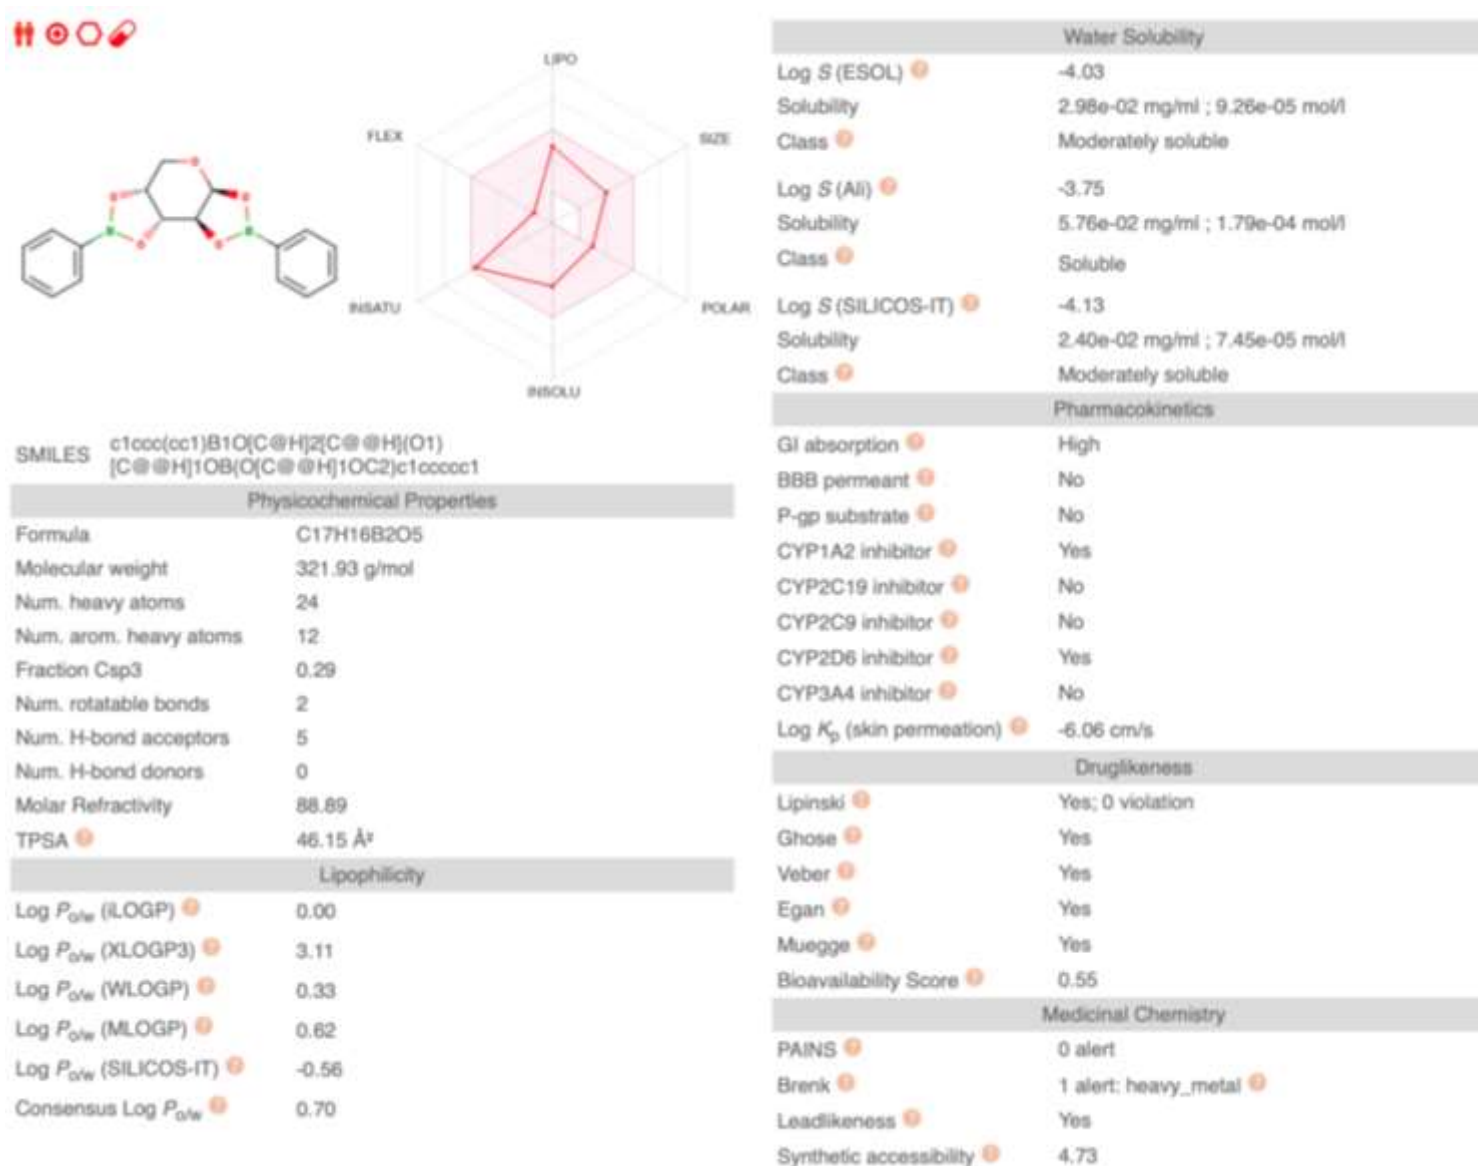 LIPO
FLEX
SIZE
INSATU
POLAR
INSOLU
SMILES c1ccc(cc1)B1O[C@H]2[C@@H](O1)
[C@@H]1OB(O[C@@H]1OC2)c1ccccc1
Physicochemical Properties
Formula C17H16B2O5
Molecular weight 321.93 g/mol
Num. heavy atoms 24
Num. arom. heavy atoms 12
Fraction Csp3 0.29
Num. rotatable bonds 2
Num. H-bond acceptors 5
Num. H-bond donors 0
Molar Refractivity 88.89
TPSA ? 46.15 Å²
Lipophilicity
Log Po/w (iLOGP) ? 0.00
Log Po/w (XLOGP3) ? 3.11
Log Po/w (WLOGP) ? 0.33
Log Po/w (MLOGP) ? 0.62
Log Po/w (SILICOS-IT) ? -0.56
Consensus Log Po/w ? 0.70
Water Solubility
Log S (ESOL) ? -4.03
Solubility 2.98e-02 mg/ml ; 9.26e-05 mol/l
Class ? Moderately soluble
Log S (Ali) ? -3.75
Solubility 5.76e-02 mg/ml ; 1.79e-04 mol/l
Class ? Soluble
Log S (SILICOS-IT) ? -4.13
Solubility 2.40e-02 mg/ml ; 7.45e-05 mol/l
Class ? Moderately soluble
Pharmacokinetics
GI absorption ? High
BBB permeant ? No
P-gp substrate ? No
CYP1A2 inhibitor ? Yes
CYP2C19 inhibitor ? No
CYP2C9 inhibitor ? No
CYP2D6 inhibitor ? Yes
CYP3A4 inhibitor ? No
Log Kp (skin permeation) ? -6.06 cm/s
Druglikeness
Lipinski ? Yes; 0 violation
Ghose ? Yes
Veber ? Yes
Egan ? Yes
Muegge ? Yes
Bioavailability Score ? 0.55
Medicinal Chemistry
PAINS ? 0 alert
Brenk ? 1 alert: heavy_metal ?
Leadlikeness ? Yes
Synthetic accessibility ? 4.73